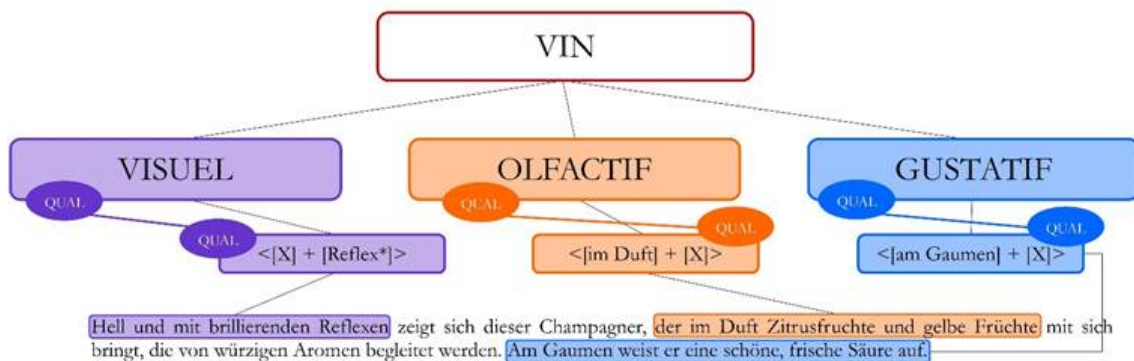 VIN
VISUEL OLFACTIF GUSTATIF
QUAL QUAL QUAL
QUAL QUAL QUAL
<[X] + [Reflex*]> <[im Duft] + [X]> <[am Gaumen] + [X]>
Hell und mit brillierenden Reflexen zeigt sich dieser Champagner, der im Duft Zitrusfruchte und gelbe Früchte mit sich
bringt, die von würzigen Aromen begleitet werden. Am Gaumen weist er eine schöne, frische Säure auf.